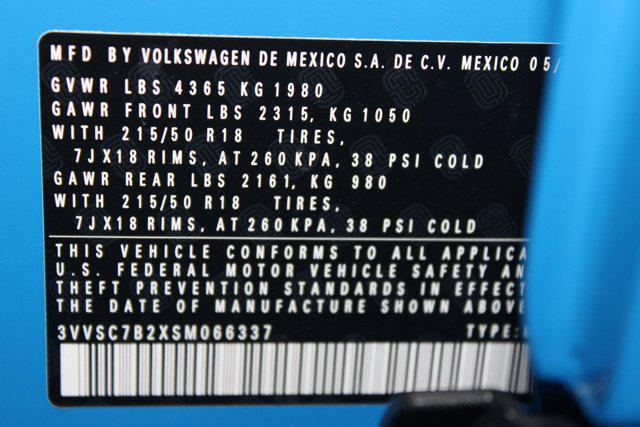 MFD BY VOLKSWAGEN DE MEXICO S.A. DE C.V. MEXICO 05/
GVWR LBS 4365 KG 1980
GAWR FRONT LBS 2315, KG 1050
WITH 215/50 R18 TIRES,
7JX18 RIMS, AT 260 KPA, 38 PSI COLD
GAWR REAR LBS 2161, KG 980
WITH 215/50 R18 TIRES,
7JX18 RIMS, AT 260 KPA, 38 PSI COLD
THIS VEHICLE CONFORMS TO ALL APPLICA
U.S. FEDERAL MOTOR VEHICLE SAFETY AN
THEFT PREVENTION STANDARDS IN EFFECT
THE DATE OF MANUFACTURE SHOWN ABOVE
3VVSC7B2XSM066337 TYPE: